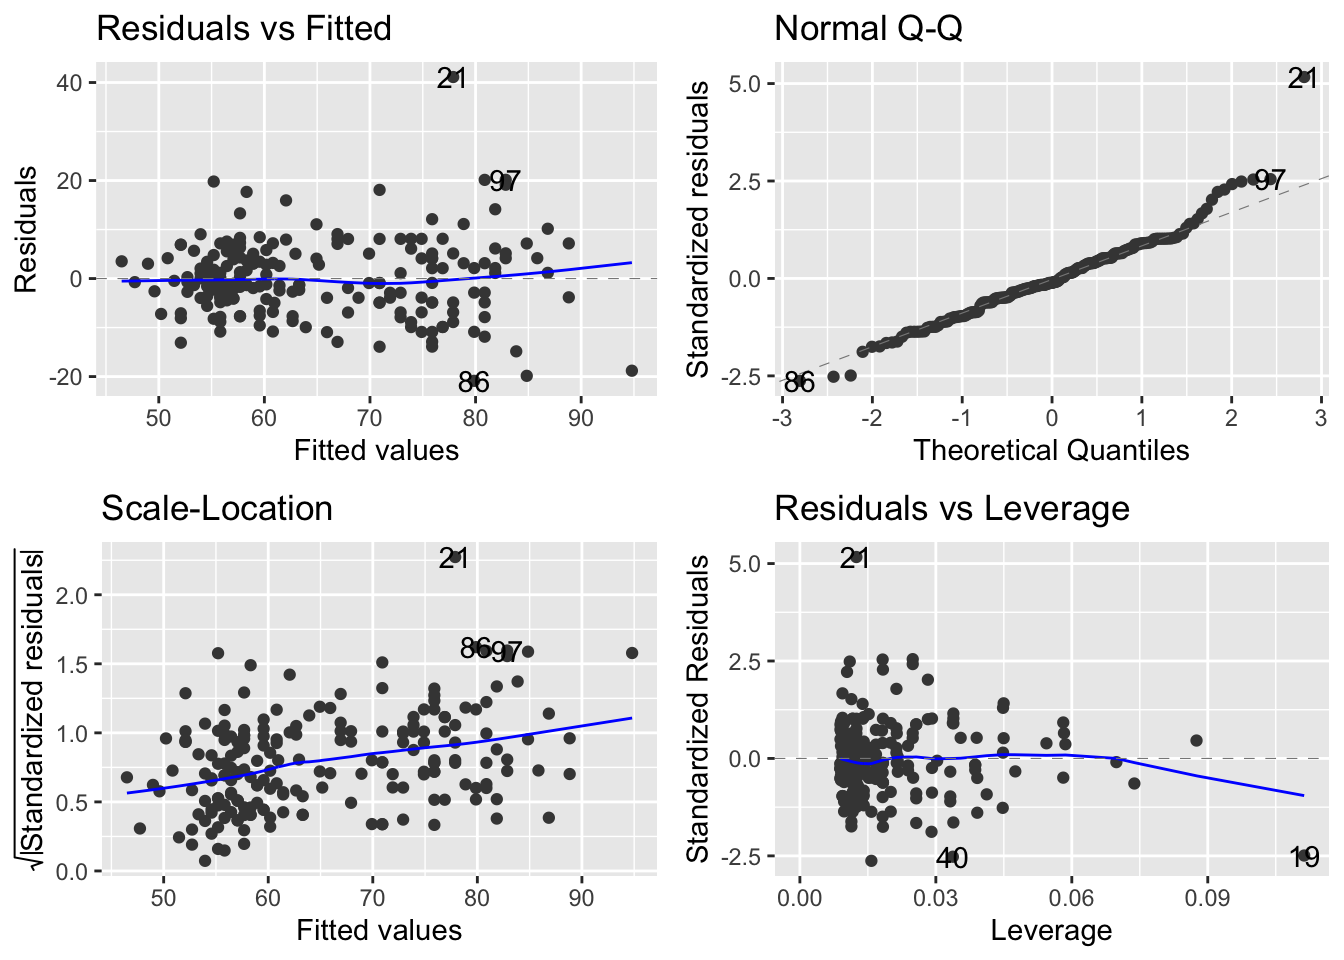 Residuals vs Fitted
Residuals
40
20
0
-20
21
97
86
50 60 70 80 90
Fitted values
Normal Q-Q
Standardized residuals
5.0
2.5
0.0
-2.5
21
97
86
-3 -2 -1 0 1 2 3
Theoretical Quantiles
Scale-Location
√|Standardized residuals|
2.0
1.5
1.0
0.5
0.0
21
86 97
50 60 70 80 90
Fitted values
Residuals vs Leverage
Standardized Residuals
5.0
2.5
0.0
-2.5
21
40
19
0.00 0.03 0.06 0.09
Leverage